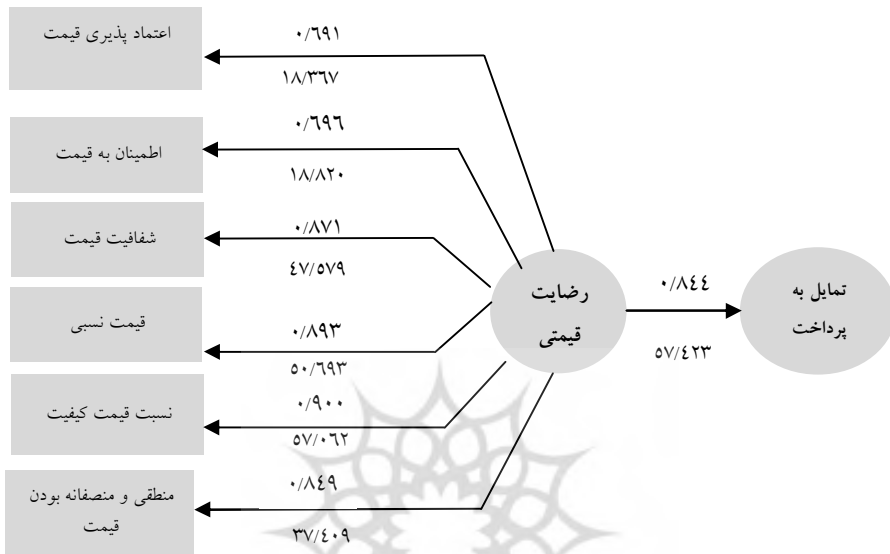 اعتماد پذیری قیمت
۰/۶۹۱
۱۸/۳۶۷
اطمینان به قیمت
۰/۶۹۶
۱۸/۸۲۰
شفافیت قیمت
۰/۸۷۱
۴۷/۵۷۹
قیمت نسبی
۰/۸۹۳
۵۰/۶۹۳
نسبت قیمت کیفیت
۰/۹۰۰
۵۷/۰۶۲
منطقی و منصفانه بودن
قیمت
۰/۸۴۹
۳۷/۴۰۹
رضایت
قیمتی
۰/۸۴۴
۵۷/۴۲۳
تمایل به
پرداخت